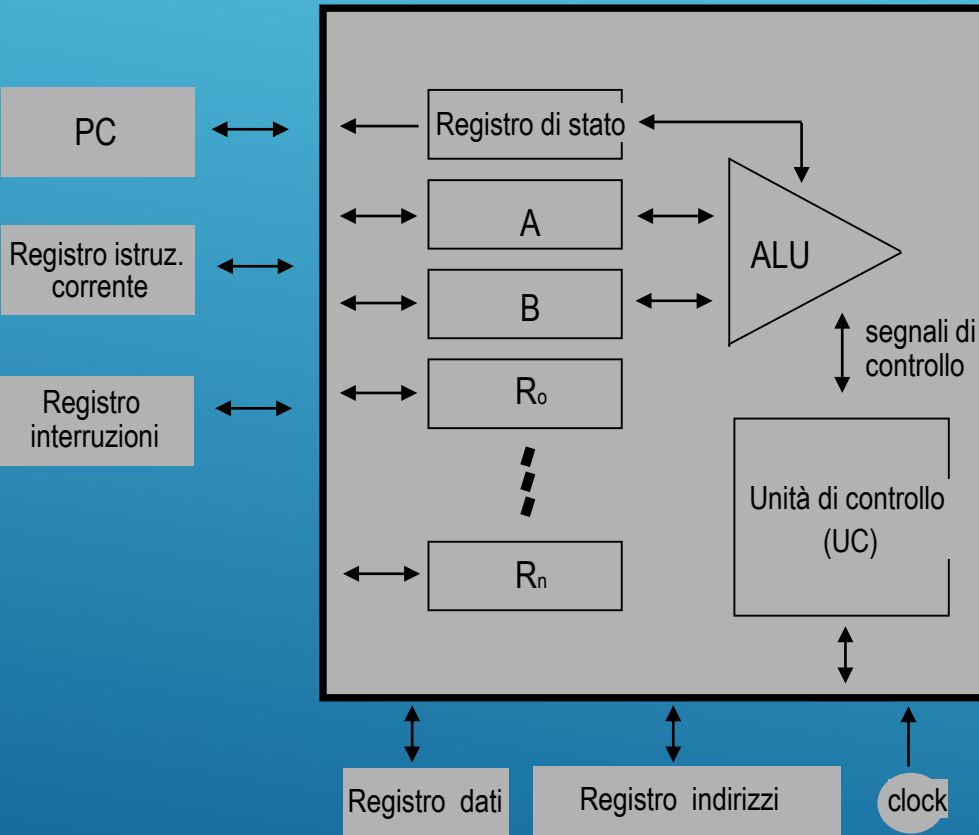 PC
Registro istruz.
corrente
Registro
interruzioni
Registro di stato
A
B
Ro
Rn
ALU
segnali di
controllo
Unità di controllo
(UC)
Registro dati
Registro indirizzi
clock